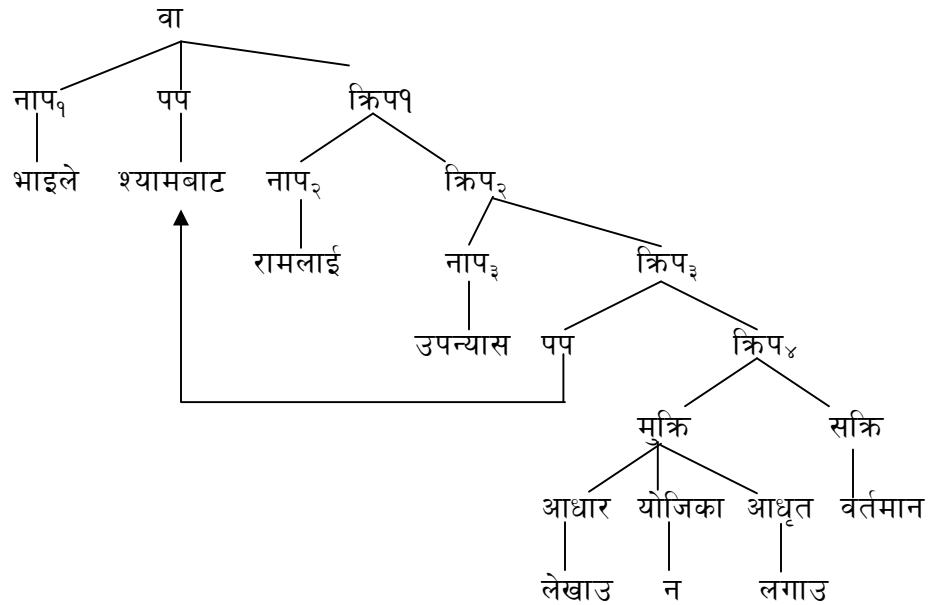 वा
नाप१ पप क्रिप१
भाइले श्यामबाट नाप२ क्रिप२
रामलाई नाप३ क्रिप३
उपन्यास पप क्रिप४
मुक्रि सक्रि
आधार योजिका आधृत वर्तमान
लेखाउ न लगाउ